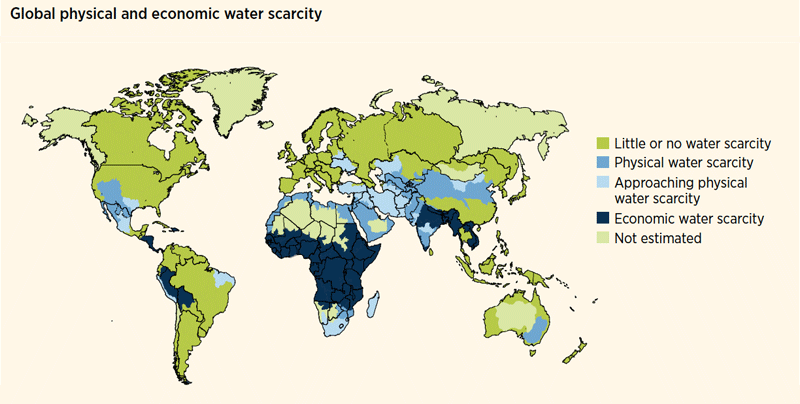 Global physical and economic water scarcity
Little or no water scarcity
Physical water scarcity
Approaching physical
water scarcity
Economic water scarcity
Not estimated